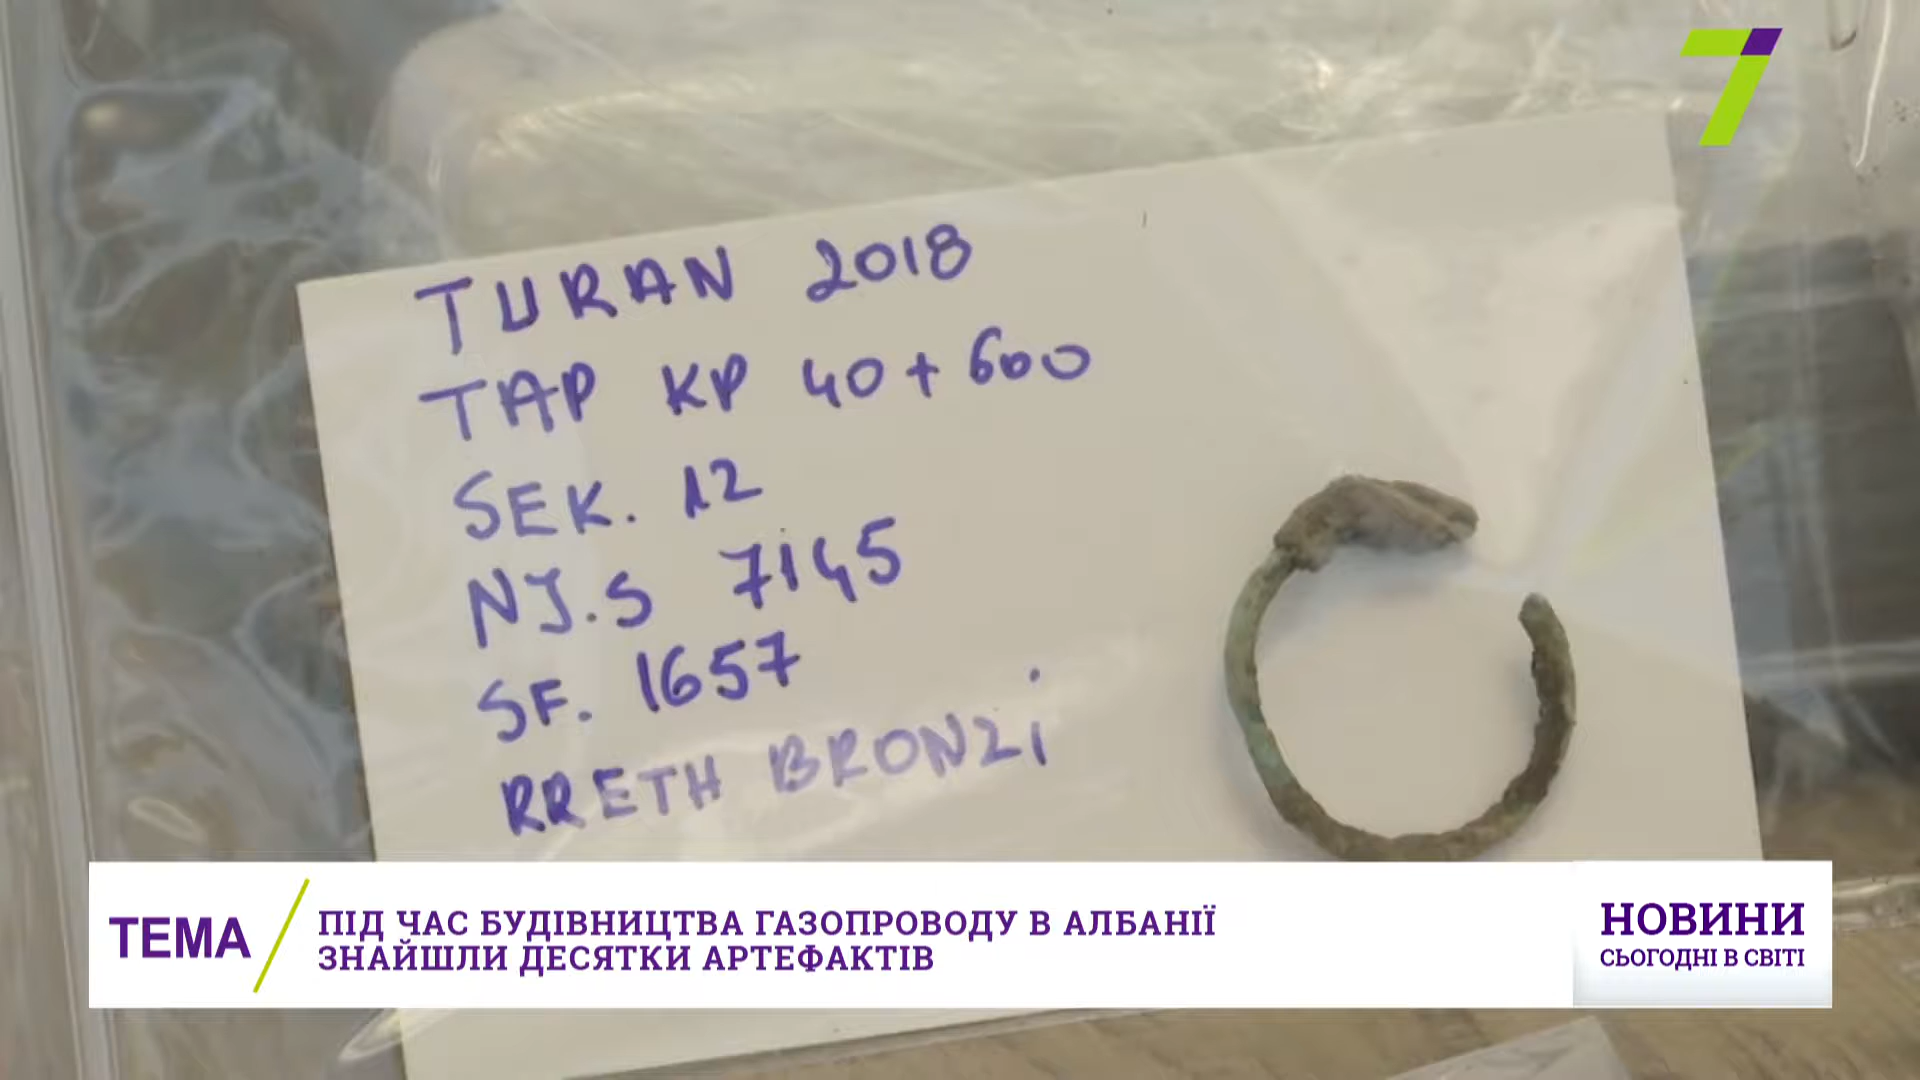 7
TURAN 2018
TAP KP 40+600
SEK. 12
NJ.S 7145
SF. 1657
RRETH BRONZI
ТЕМА
ПІД ЧАС БУДІВНИЦТВА ГАЗОПРОВОДУ В АЛБАНІЇ
ЗНАЙШЛИ ДЕСЯТКИ АРТЕФАКТІВ
НОВИНИ
СЬОГОДНІ В СВІТІ